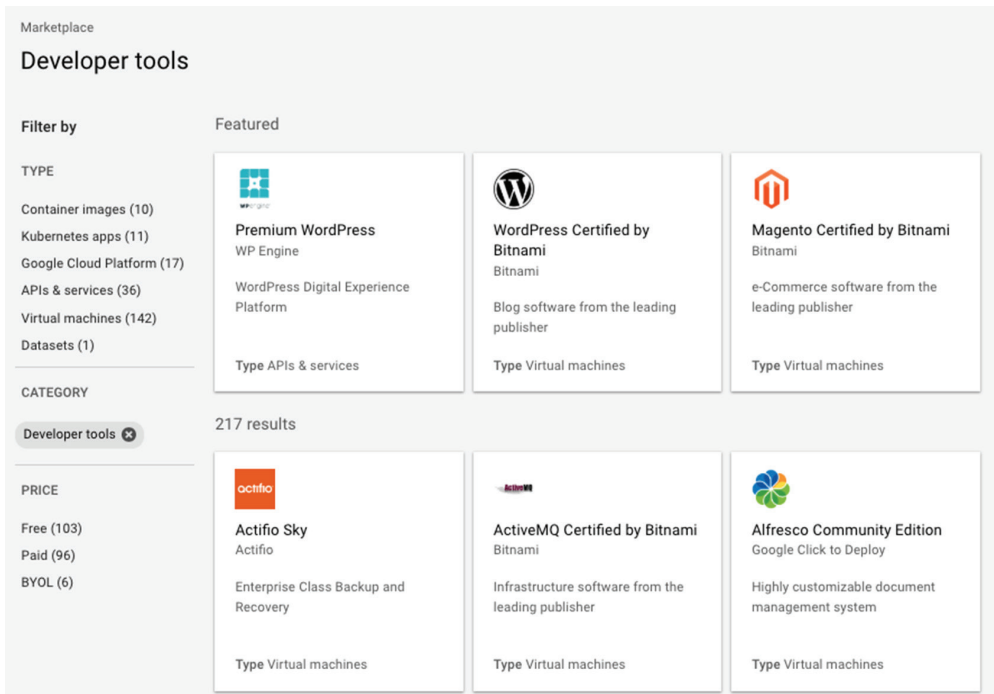 Marketplace
Developer tools
Filter by
TYPE
Container images (10)
Kubernetes apps (11)
Google Cloud Platform (17)
APIs & services (36)
Virtual machines (142)
Datasets (1)
CATEGORY
Developer tools
PRICE
Free (103)
Paid (96)
BYOL (6)
Featured
WPengine
Premium WordPress
WP Engine
WordPress Digital Experience
Platform
Type APIs & services
WordPress Certified by
Bitnami
Bitnami
Blog software from the leading
publisher
Type Virtual machines
Magento Certified by Bitnami
Bitnami
e-Commerce software from the
leading publisher
Type Virtual machines
217 results
actifio
Actifio Sky
Actifio
Enterprise Class Backup and
Recovery
Type Virtual machines
ActiveMQ
ActiveMQ Certified by Bitnami
Bitnami
Infrastructure software from the
leading publisher
Type Virtual machines
Alfresco Community Edition
Google Click to Deploy
Highly customizable document
management system
Type Virtual machines